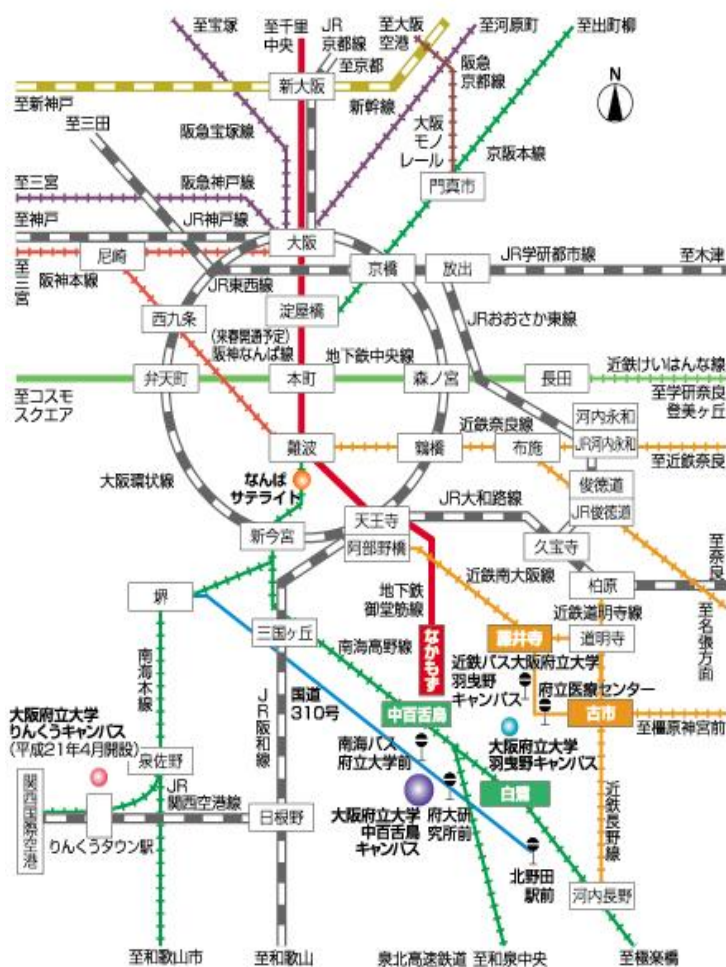 至宝塚
至千里
中央
JR
京都線
至京都
至大阪
空港
至河原町
至出町柳
新大阪
阪急
京都線
至新神戸
新幹線
N
至三田
阪急宝塚線
大阪
モノ
レール
京阪本線
門真市
至三宮
阪急神戸線
至神戸
JR神戸線
大阪
尼崎
京橋
放出
JR学研都市線
至木津
至
三
宮
阪神本線
JR東西線
淀屋橋
JRおおさか東線
西九条
(来春開通予定)
阪神なんば線
地下鉄中央線
近鉄けいはんな線
弁天町
本町
森ノ宮
長田
至コスモ
スクエア
至学研奈良
登美ヶ丘
河内永和
近鉄奈良線
難波
鶴橋
布施
JR河内永和
至近鉄奈良
大阪環状線
なんば
サテライト
俊徳道
JR俊徳道
JR大和路線
天王寺
新今宮
阿部野橋
久宝寺
至
奈
良
近鉄南大阪線
柏原
堺
地下鉄
御堂筋線
近鉄道明寺線
至
名
張
方
面
三国ヶ丘
南海高野線
なかもず
藤井寺
道明寺
南海本線
近鉄バス大阪府立大学
羽曳野
キャンパス
府立医療センター
JR阪和線
国道
310号
中百舌鳥
古市
大阪府立大学
りんくうキャンパス
(平成21年4月開設)
南海バス
府立大学前
大阪府立大学
羽曳野キャンパス
至橿原神宮前
泉佐野
関西国際空港
JR
関西空港線
白鷺
近鉄長野線
りんくうタウン駅
日根野
大阪府立大学
中百舌鳥
キャンパス
府大研
究所前
北野田
駅前
河内長野
至和歌山市
至和歌山
泉北高速鉄道
至和泉中央
至極楽橋